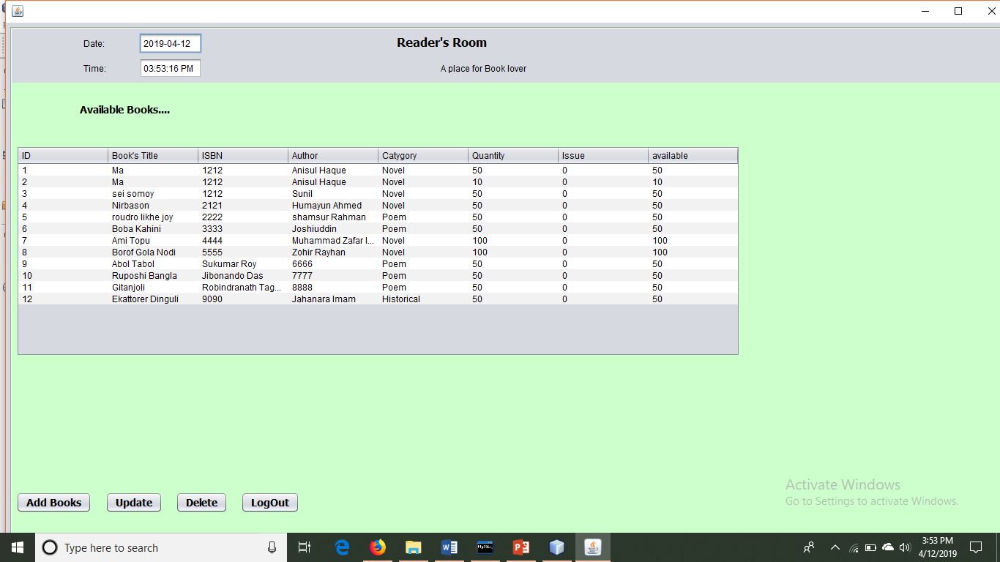 Date: 2019-04-12 Reader's Room
Time: 03:53:16 PM A place for Book lover
Available Books....
ID Book's Title ISBN Author Catygory Quantity Issue available
1 Ma 1212 Anisul Haque Novel 50 0 50
2 Ma 1212 Anisul Haque Novel 10 0 10
3 sei somoy 1212 Sunil Novel 50 0 50
4 Nirbason 2121 Humayun Ahmed Novel 50 0 50
5 roudro likhe joy 2222 shamsur Rahman Poem 50 0 50
6 Boba Kahini 3333 Joshiuddin Poem 50 0 50
7 Ami Topu 4444 Muhammad Zafar I... Novel 100 0 100
8 Borof Gola Nodi 5555 Zohir Rayhan Novel 100 0 100
9 Abol Tabol Sukumar Roy 6666 Poem 50 0 50
10 Ruposhi Bangla Jibonando Das 7777 Poem 50 0 50
11 Gitanjoli Robindranath Tag... 8888 Poem 50 0 50
12 Ekattorer Dinguli 9090 Jahanara Imam Historical 50 0 50
Activate Windows
Go to Settings to activate Windows.
Add Books Update Delete LogOut
Type here to search
3:53 PM
4/12/2019